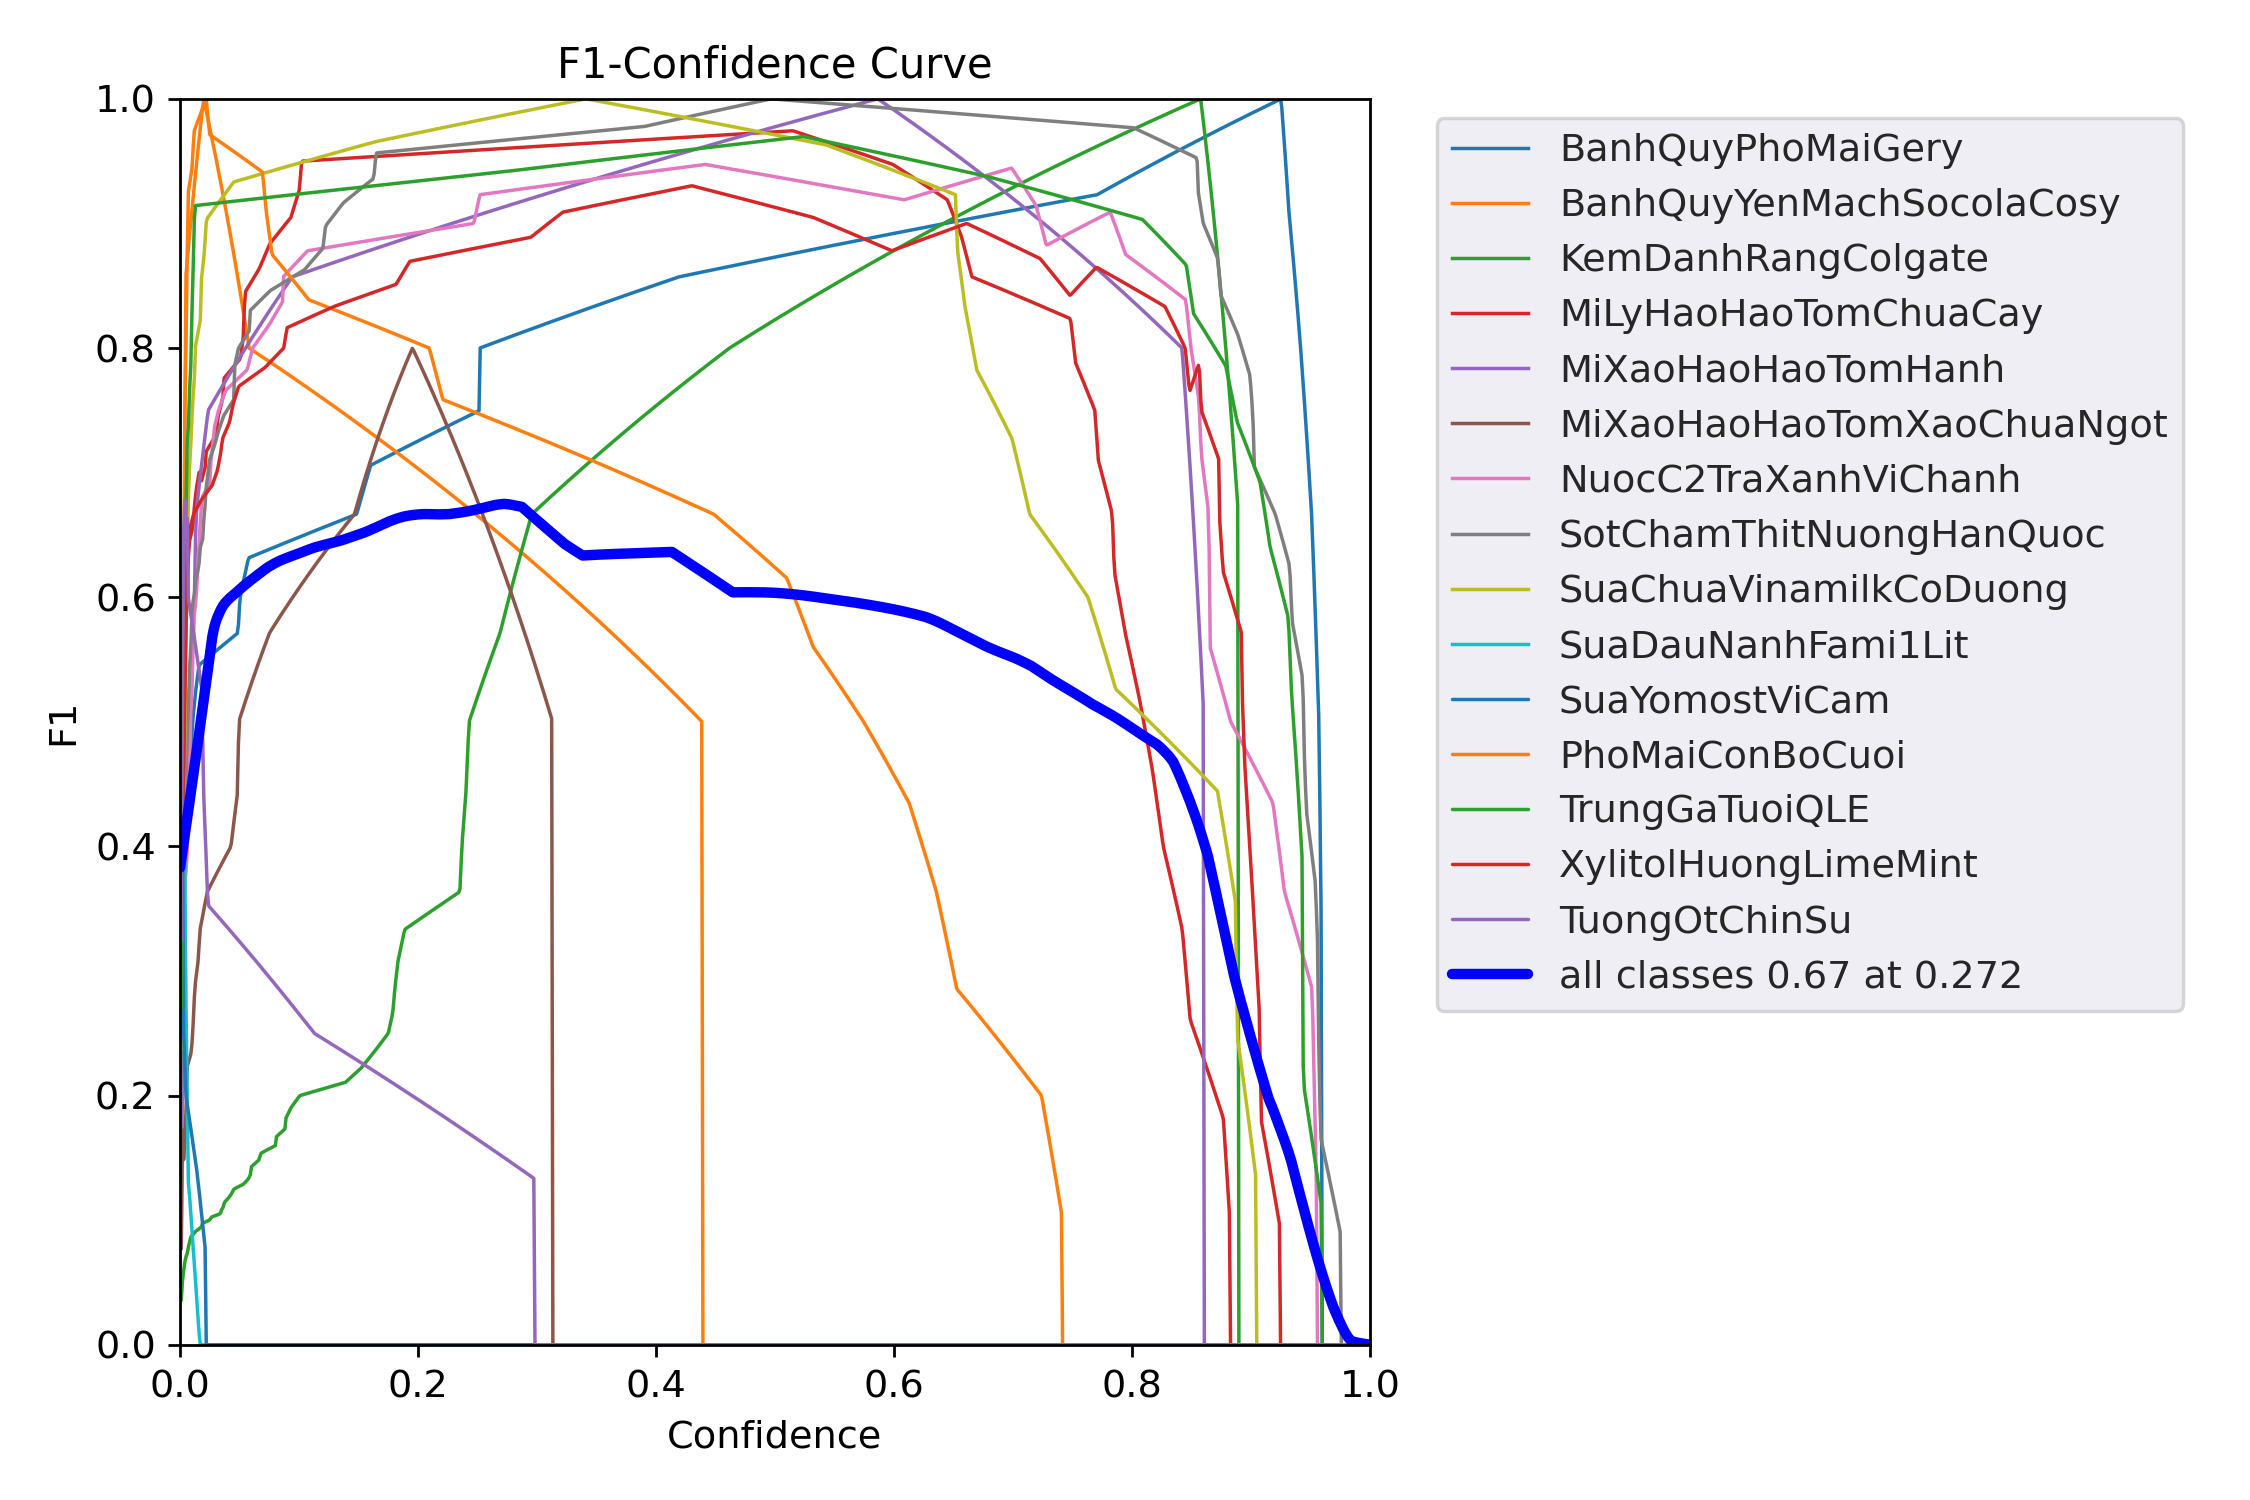 F1-Confidence Curve
1.0
0.8
0.6
0.4
0.2
0.0
F1
0.0 0.2 0.4 0.6 0.8 1.0
Confidence
BanhQuyPhoMaiGery
BanhQuyYenMachSocolaCosy
KemDanhRangColgate
MiLyHaoHaoTomChuaCay
MiXaoHaoHaoTomHanh
MiXaoHaoHaoTomXaoChuaNgot
NuocC2TraXanhViChanh
SotChamThitNuongHanQuoc
SuaChuaVinamilkCoDuong
SuaDauNanhFami1Lit
SuaYomostViCam
PhoMaiConBoCuoi
TrungGaTuoiQLE
XylitolHuongLimeMint
TuongOtChinSu
all classes 0.67 at 0.272